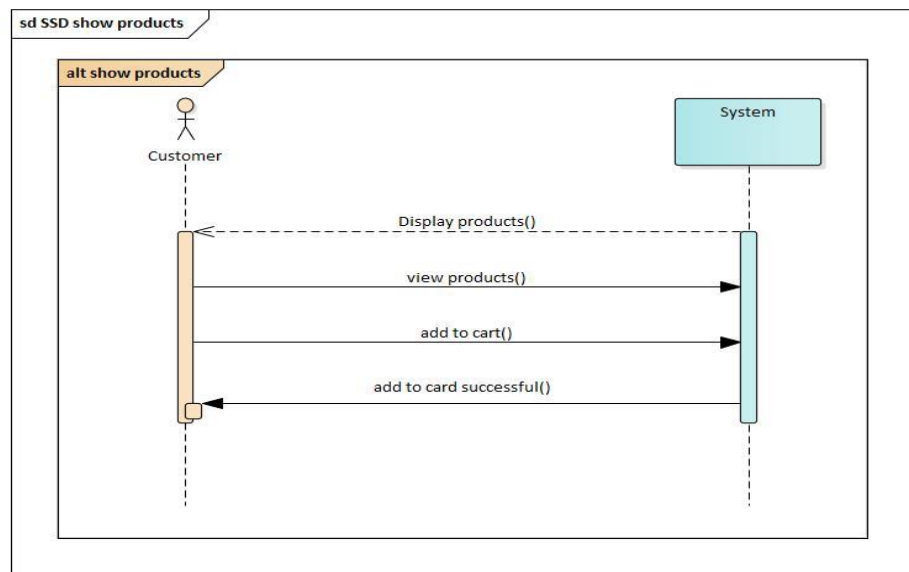 sd SSD show products
alt show products
Customer
System
Display products()
view products()
add to cart()
add to card successful()